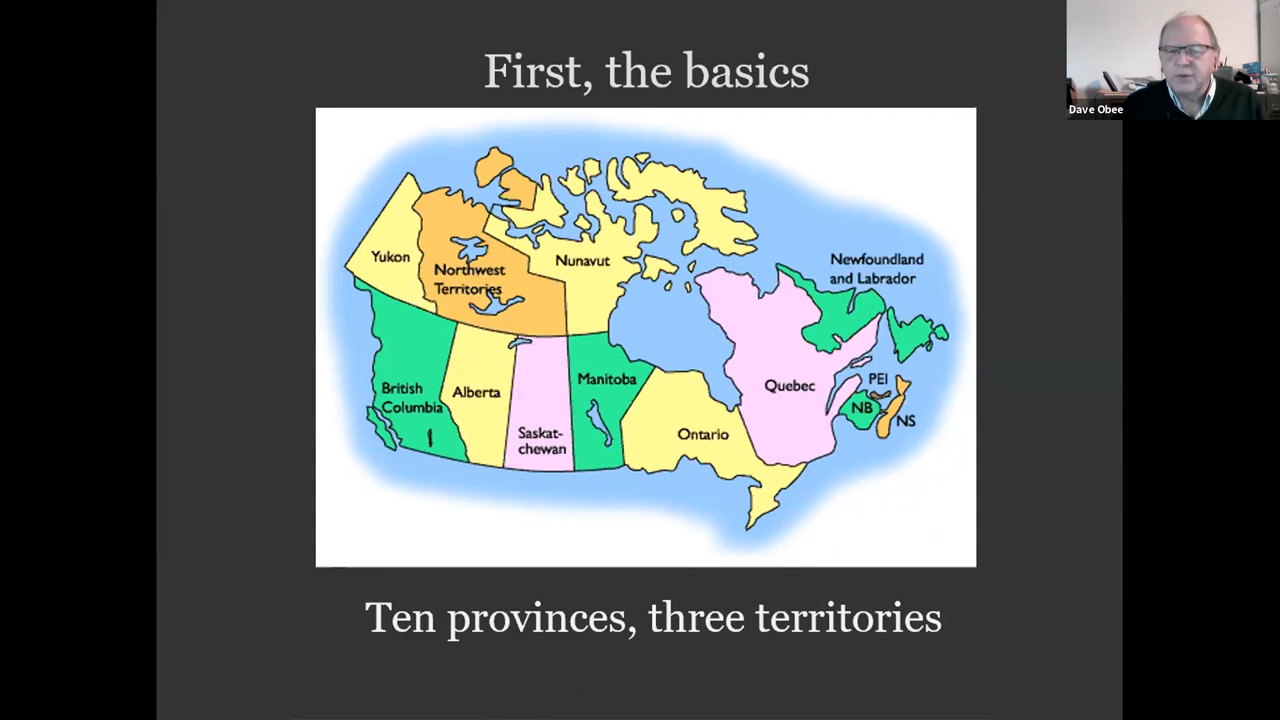 First, the basics
Dave Obee
Yukon
Northwest
Territories
Nunavut
Newfoundland
and Labrador
British
Columbia
Alberta
Saskat-
chewan
Manitoba
Ontario
Quebec
PEI
NB
NS
Ten provinces, three territories